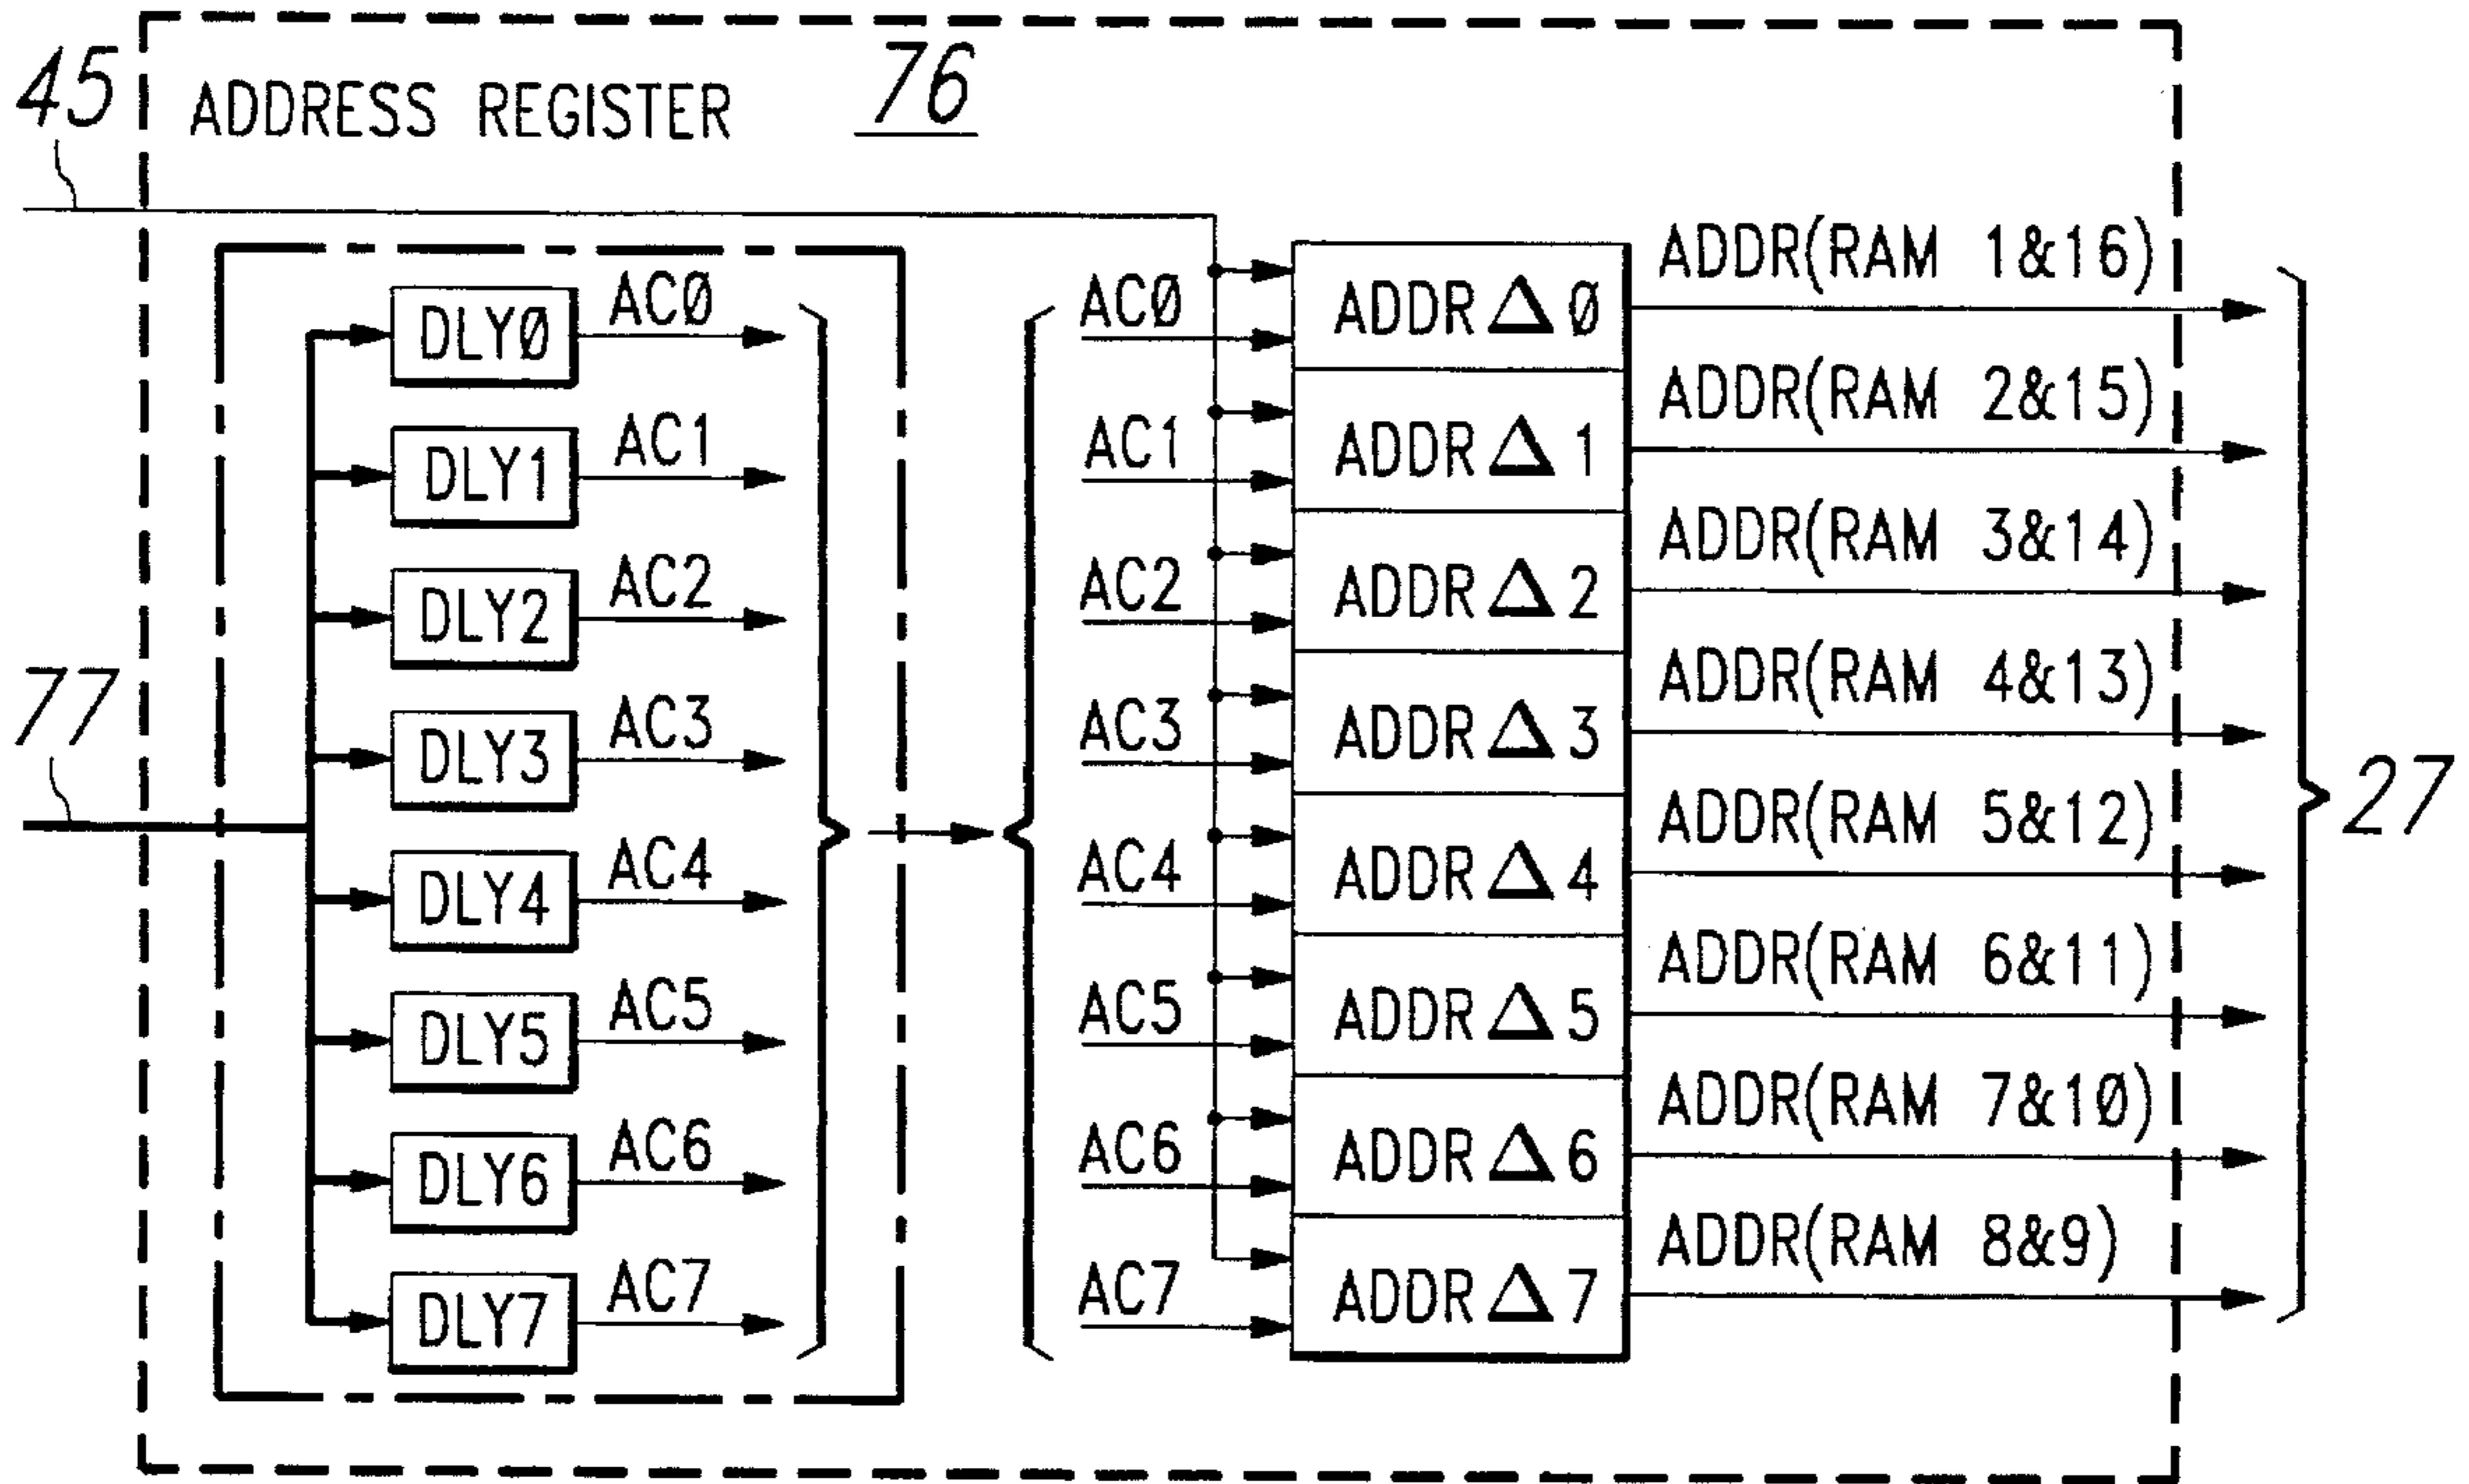 45
ADDRESS REGISTER 76
77
DLYØ
ACØ
DLY1
AC1
DLY2
AC2
DLY3
AC3
DLY4
AC4
DLY5
AC5
DLY6
AC6
DLY7
AC7
ACØ
ADDR Δ Ø
ADDR(RAM 1&16)
AC1
ADDR Δ 1
ADDR(RAM 2&15)
AC2
ADDR Δ 2
ADDR(RAM 3&14)
AC3
ADDR Δ 3
ADDR(RAM 4&13)
AC4
ADDR Δ 4
ADDR(RAM 5&12)
AC5
ADDR Δ 5
ADDR(RAM 6&11)
AC6
ADDR Δ 6
ADDR(RAM 7&1Ø)
AC7
ADDR Δ 7
ADDR(RAM 8&9)
27